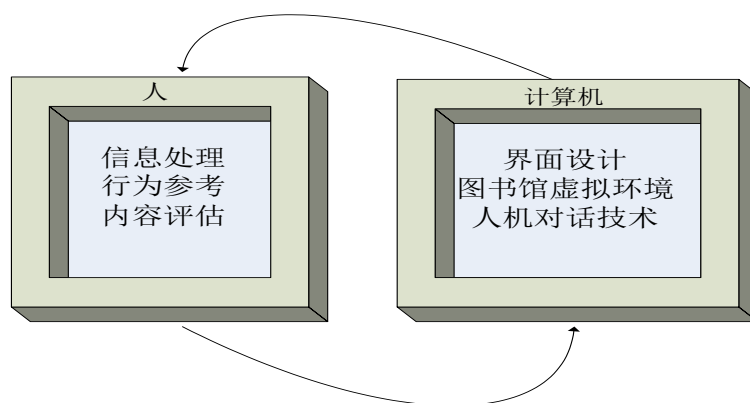 人
信息处理
行为参考
内容评估
计算机
界面设计
图书馆虚拟环境
人机对话技术